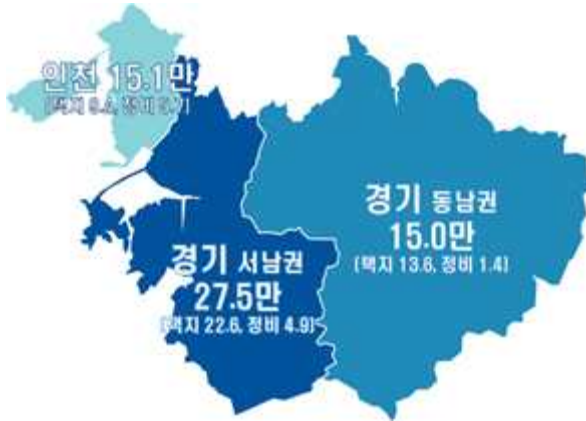 인천 15.1만
경기 동남권
15.0만
(택지 13.6, 정비 1.4)
경기 서남권
27.5만
(택지 22.6, 정비 4.9)